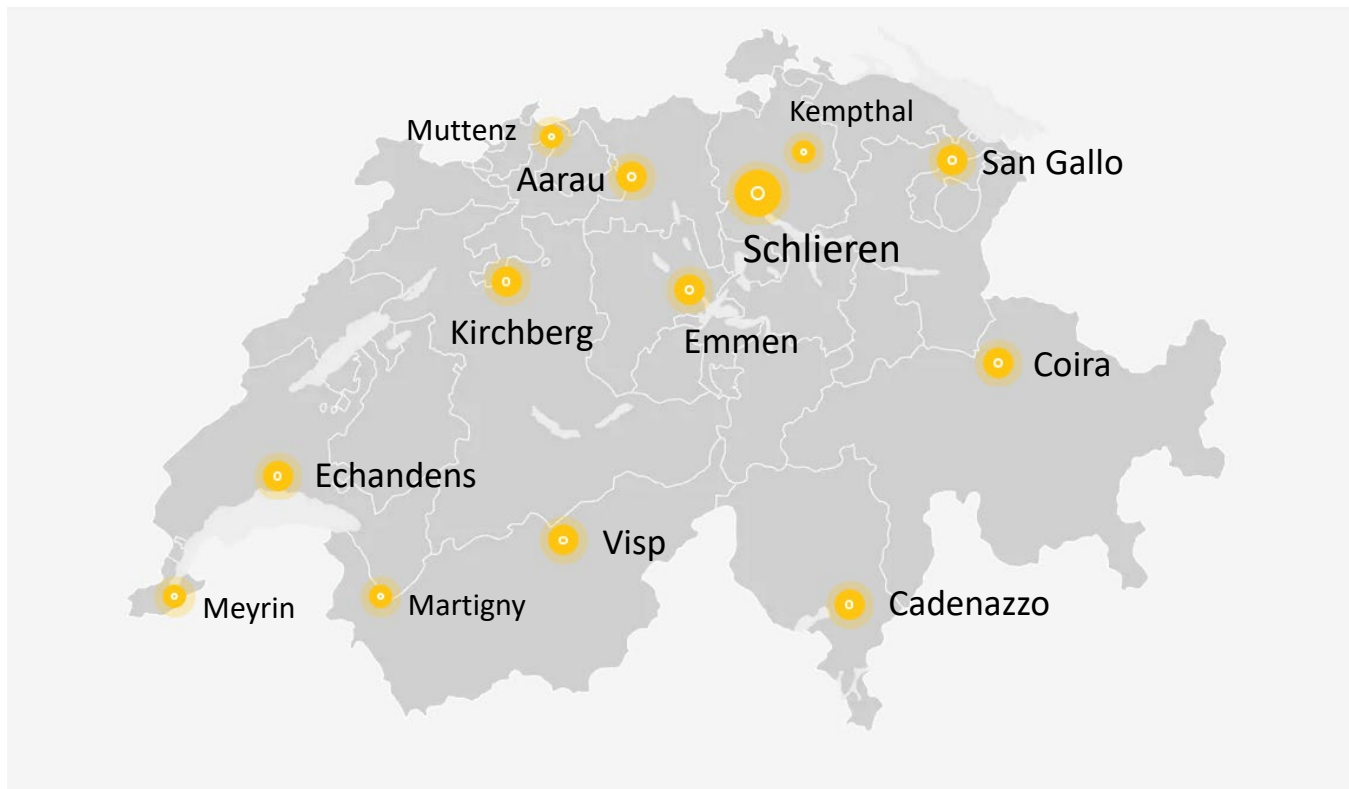 Kempthal
Muttenz
San Gallo
Aarau
Schlieren
Kirchberg
Emmen
Coira
Echandens
Visp
Cadenazzo
Martigny
Meyrin